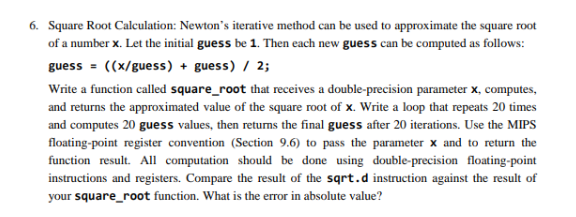 6. Square Root Calculation: Newton's iterative method can be used to approximate the square root
of a number x. Let the initial guess be 1. Then each new guess can be computed as follows:
guess = ((x/guess) + guess) / 2;
Write a function called square_root that receives a double-precision parameter x, computes,
and returns the approximated value of the square root of x. Write a loop that repeats 20 times
and computes 20 guess values, then returns the final guess after 20 iterations. Use the MIPS
floating-point register convention (Section 9.6) to pass the parameter x and to return the
function result. All computation should be done using double-precision floating-point
instructions and registers. Compare the result of the sqrt.d instruction against the result of
your square_root function. What is the error in absolute value?